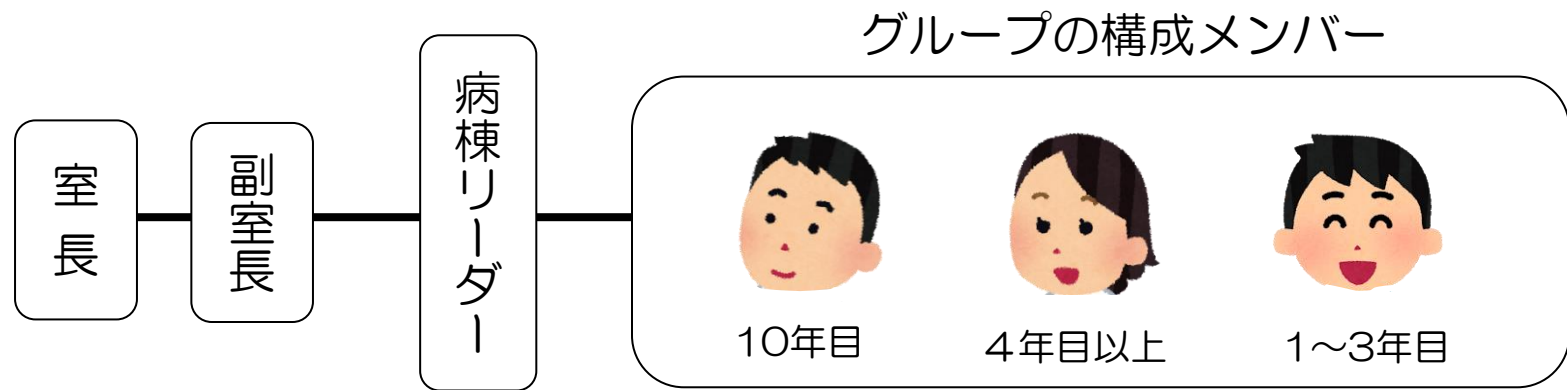 グループの構成メンバー
室長
副室長
病棟リーダー
10年目
4年目以上
1～3年目